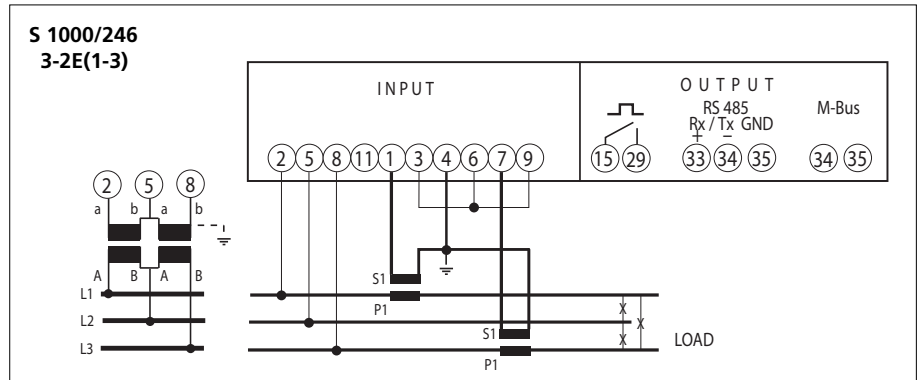 S 1000/246
3-2E(1-3)
INPUT
OUTPUT
RS 485
Rx / Tx GND
+ −
M-Bus
2 5 8 11 1 3 4 6 7 9
15 29 33 34 35 34 35
2 5 8
a b a b
A B A B
L1
L2
L3
S1
P1
S1
P1
X
X
X
LOAD